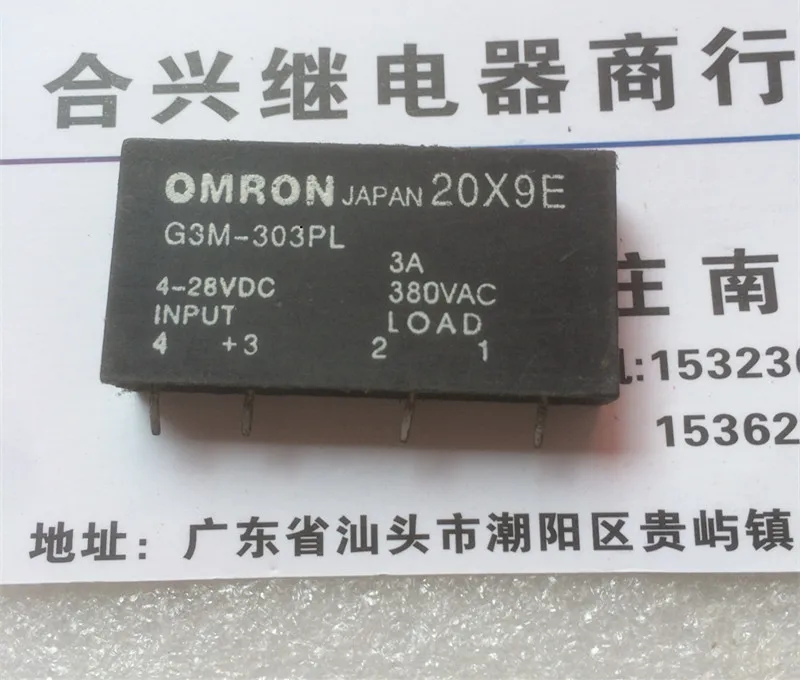 合兴继电器商行
OMRON JAPAN 20X9E
G3M-303PL
3A
4-28VDC
380VAC
INPUT
LOAD
4 +3 2 1
庄南
:15323
15362
地址：广东省汕头市潮阳区贵屿镇